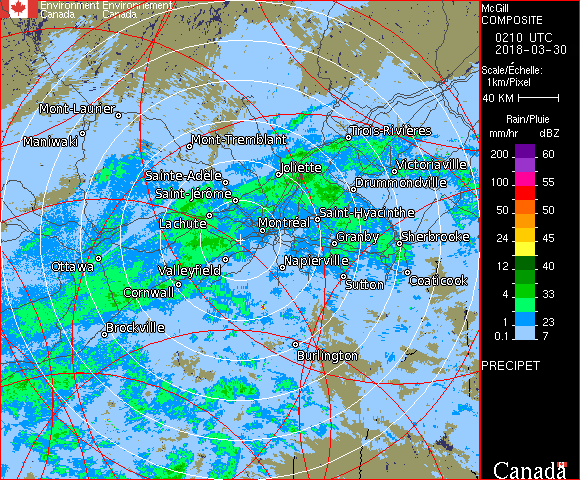 Environment Environnement
Canada Canada
McGill
COMPOSITE
0210 UTC
2018-03-30
Scale/Échelle:
1km/Pixel
40 KM
Rain/Pluie
mm/hr dBZ
200 60
100 55
50 50
24 45
12 40
4 33
1 23
0.1 7
PRECIPET
Canada
Mont-Laurier
Maniwaki
Mont-Tremblant
Trois-Rivières
Joliette
Victoriaville
Sainte-Adèle
Drummondville
Saint-Jérôme
Saint-Hyacinthe
Lachute
Montréal
Granby
Sherbrooke
Ottawa
Valleyfield
Napierville
Coaticook
Cornwall
Sutton
Brockville
Burlington